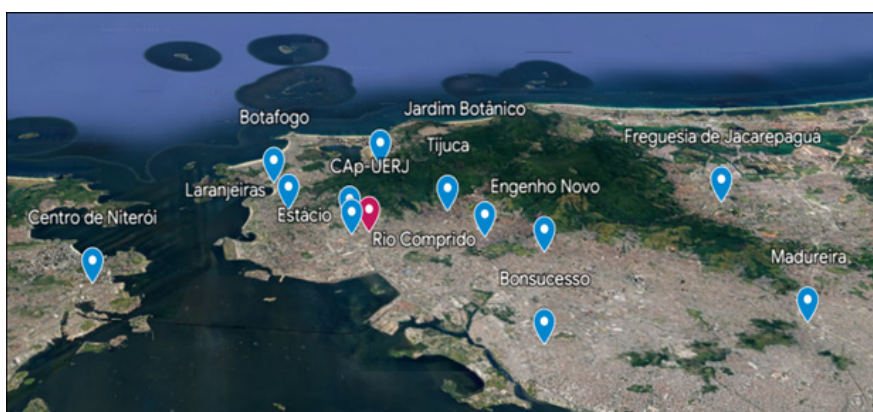 Botafogo
Jardim Botânico
Tijuca
Freguesia de Jacarepaguá
CAp-UERJ
Laranjeiras
Engenho Novo
Centro de Niterói
Estácio
Rio Comprido
Madureira
Bonsucesso